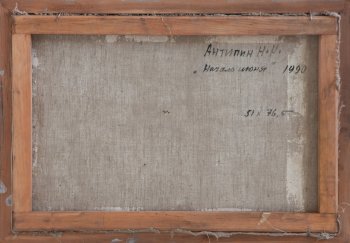 Антипин Н.И.
"Начало июня" 1990
51 x 76,5